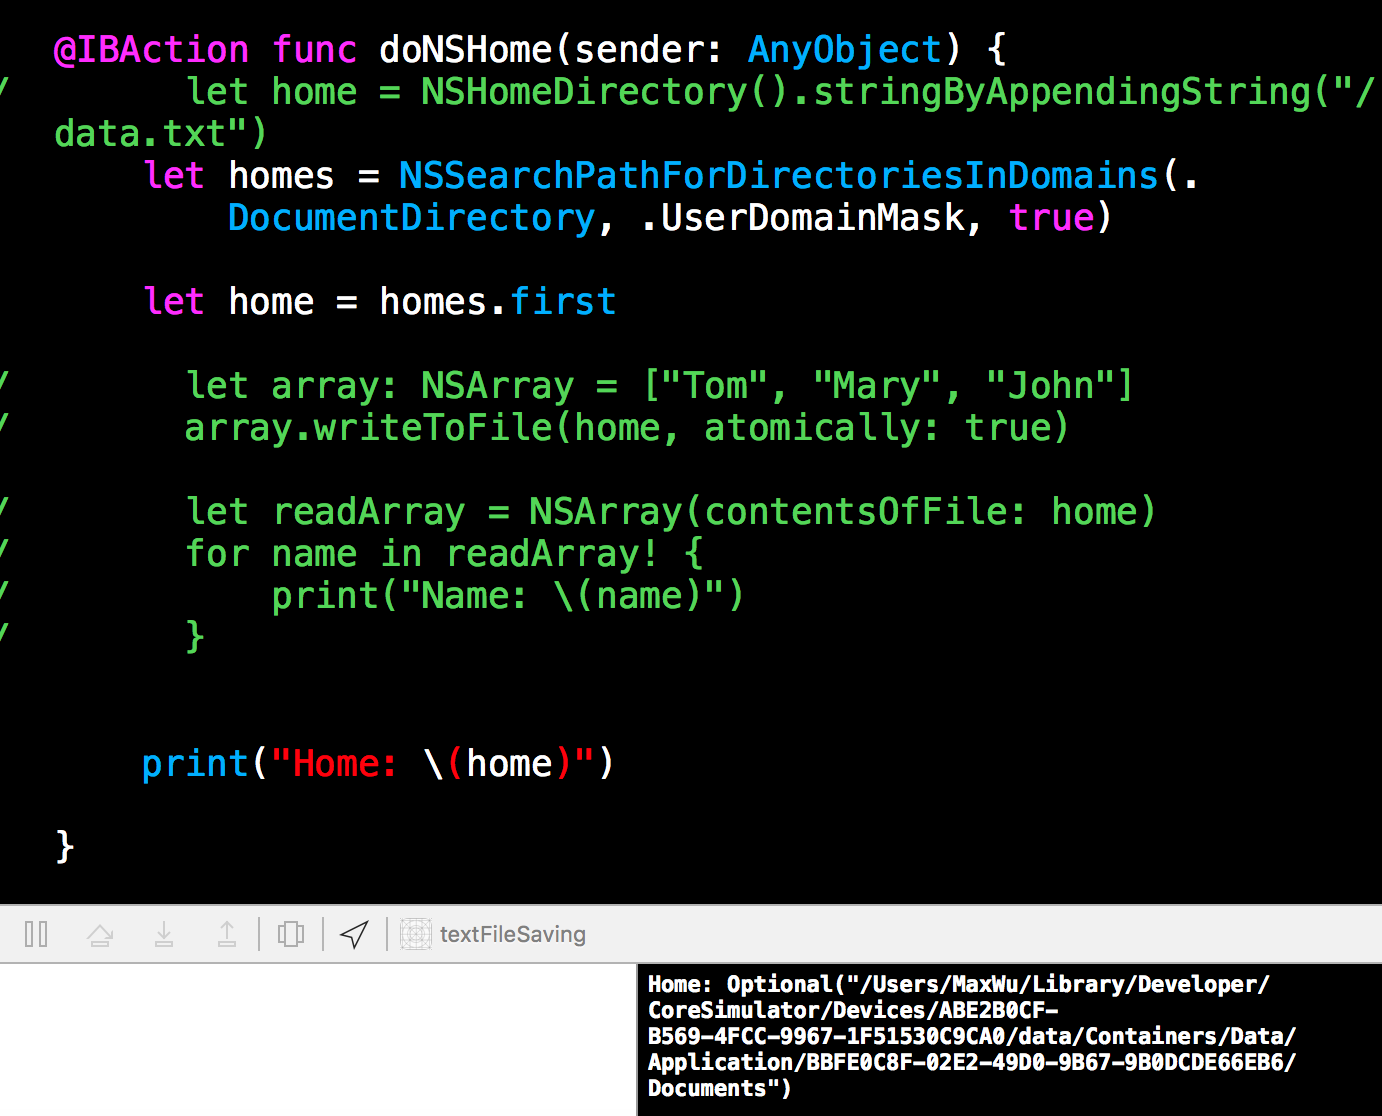 @IBAction func doNSHome(sender: AnyObject) {
/ let home = NSHomeDirectory().stringByAppendingString("/
data.txt")
let homes = NSSearchPathForDirectoriesInDomains(.
DocumentDirectory, .UserDomainMask, true)
let home = homes.first
/ let array: NSArray = ["Tom", "Mary", "John"]
/ array.writeToFile(home, atomically: true)
/ let readArray = NSArray(contentsOfFile: home)
/ for name in readArray! {
/ print("Name: \(name)")
/ }
print("Home: \(home)")
}
textFileSaving
Home: Optional("/Users/MaxWu/Library/Developer/
CoreSimulator/Devices/ABE2B0CF-
B569-4FCC-9967-1F51530C9CA0/data/Containers/Data/
Application/BBFE0C8F-02E2-49D0-9B67-9B0DCDE66EB6/
Documents")